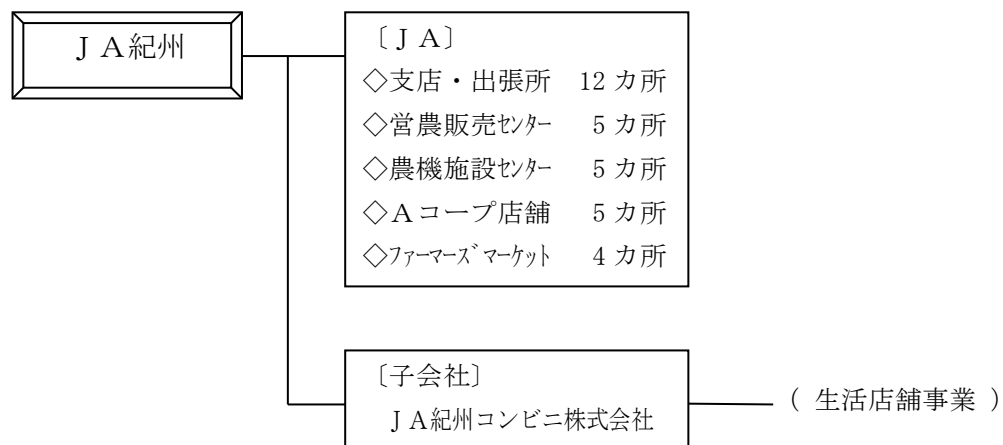 ＪＡ紀州
〔ＪＡ〕
◇支店・出張所　12カ所
◇営農販売ｾﾝﾀｰ　5カ所
◇農機施設ｾﾝﾀｰ　5カ所
◇Ａコープ店舗　5カ所
◇ﾌｧｰﾏｰｽﾞﾏｰｹｯﾄ　4カ所
〔子会社〕
ＪＡ紀州コンビニ株式会社
（ 生活店舗事業 ）